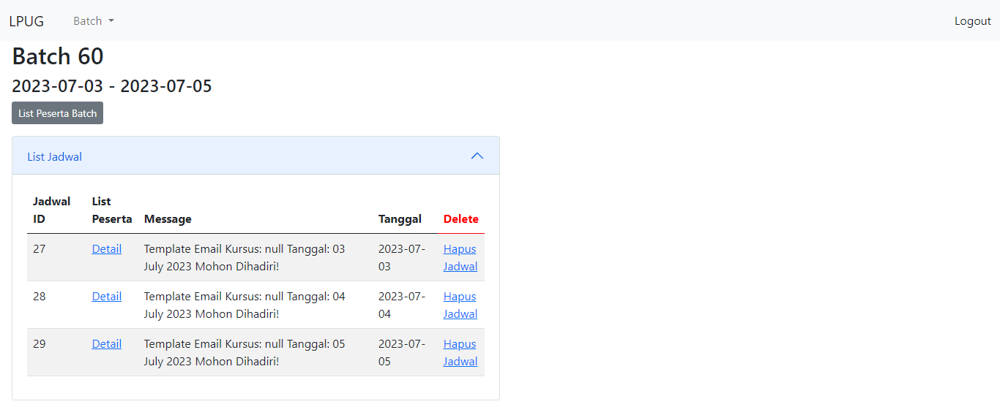 LPUG Batch Logout
Batch 60
2023-07-03 - 2023-07-05
List Peserta Batch
List Jadwal
Jadwal ID List Peserta Message Tanggal Delete
27 Detail Template Email Kursus: null Tanggal: 03 2023-07- Hapus
July 2023 Mohon Dihadiri! 03 Jadwal
28 Detail Template Email Kursus: null Tanggal: 04 2023-07- Hapus
July 2023 Mohon Dihadiri! 04 Jadwal
29 Detail Template Email Kursus: null Tanggal: 05 2023-07- Hapus
July 2023 Mohon Dihadiri! 05 Jadwal